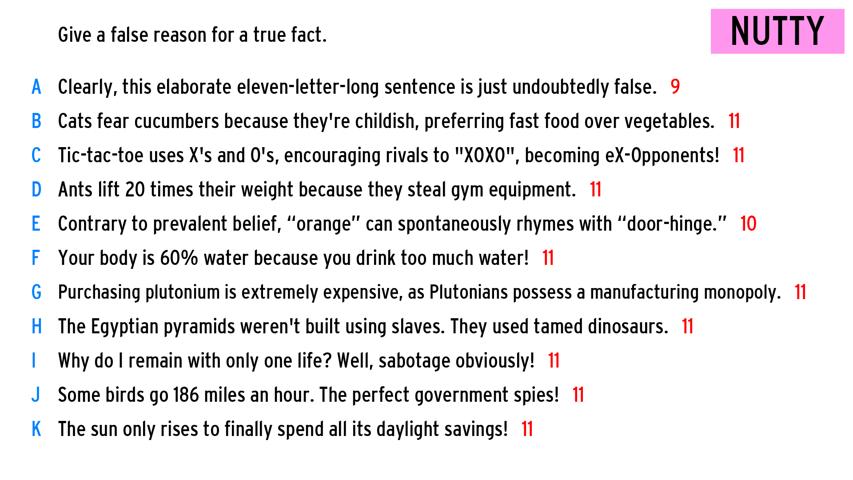 Give a false reason for a true fact.
NUTTY
A Clearly, this elaborate eleven-letter-long sentence is just undoubtedly false. 9
B Cats fear cucumbers because they're childish, preferring fast food over vegetables. 11
C Tic-tac-toe uses X's and O's, encouraging rivals to "XOXO", becoming eX-Opponents! 11
D Ants lift 20 times their weight because they steal gym equipment. 11
E Contrary to prevalent belief, “orange” can spontaneously rhymes with “door-hinge.” 10
F Your body is 60% water because you drink too much water! 11
G Purchasing plutonium is extremely expensive, as Plutonians possess a manufacturing monopoly. 11
H The Egyptian pyramids weren't built using slaves. They used tamed dinosaurs. 11
I Why do I remain with only one life? Well, sabotage obviously! 11
J Some birds go 186 miles an hour. The perfect government spies! 11
K The sun only rises to finally spend all its daylight savings! 11